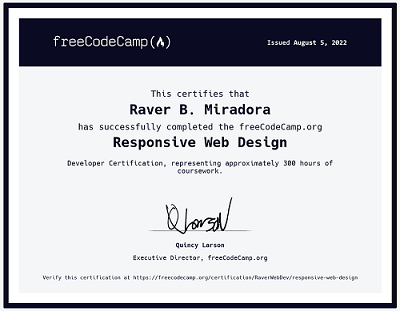 freeCodeCamp(🔥)
Issued August 5, 2022
This certifies that
Raver B. Miradora
has successfully completed the freeCodeCamp.org
Responsive Web Design
Developer Certification, representing approximately 300 hours of
coursework.
Q Larson
Quincy Larson
Executive Director, freeCodeCamp.org
Verify this certification at https://freecodecamp.org/certification/RaverWebDev/responsive-web-design